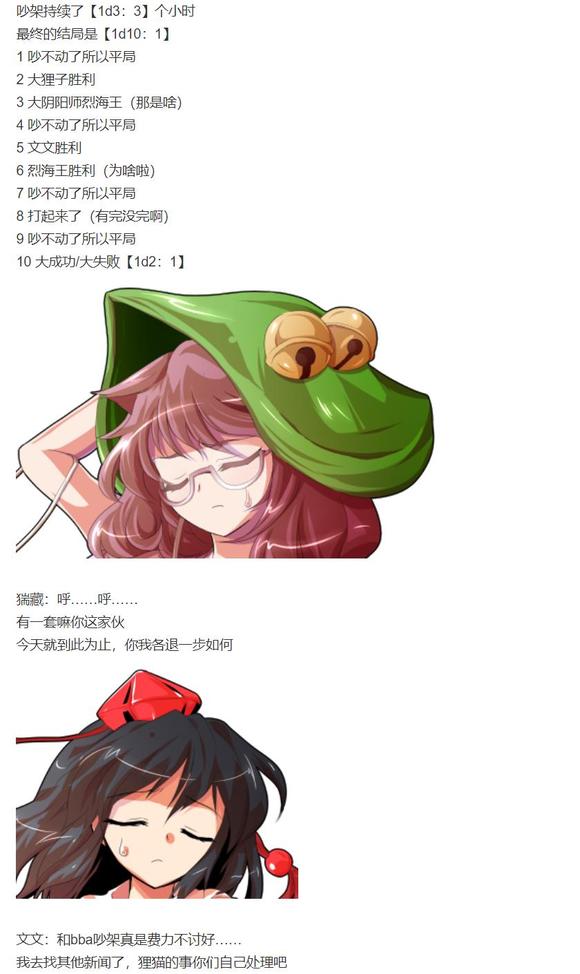 吵架持续了【1d3：3】个小时
最终的结局是【1d10：1】
1 吵不动了所以平局
2 大狸子胜利
3 大阴阳师烈海王（那是啥）
4 吵不动了所以平局
5 文文胜利
6 烈海王胜利（为啥啦）
7 吵不动了所以平局
8 打起来了（有完没完啊）
9 吵不动了所以平局
10 大成功/大失败【1d2：1】
猯藏：呼……呼……
有一套嘛你这家伙
今天就到此为止，你我各退一步如何
文文：和bba吵架真是费力不讨好……
我去找其他新闻了，狸猫的事你们自己处理吧